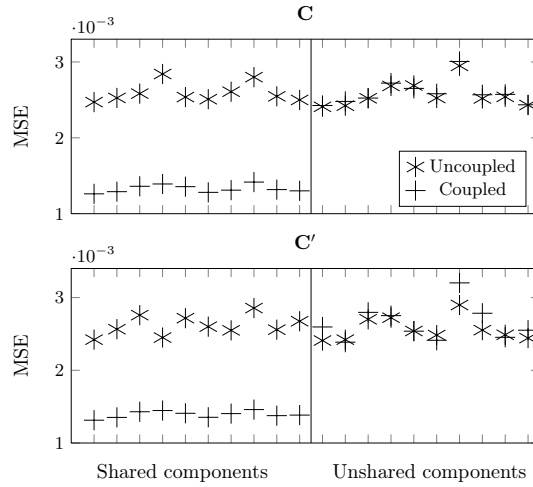 C
·10⁻³
3
2
1
MSE
Uncoupled
Coupled
C′
·10⁻³
3
2
1
MSE
Shared components
Unshared components